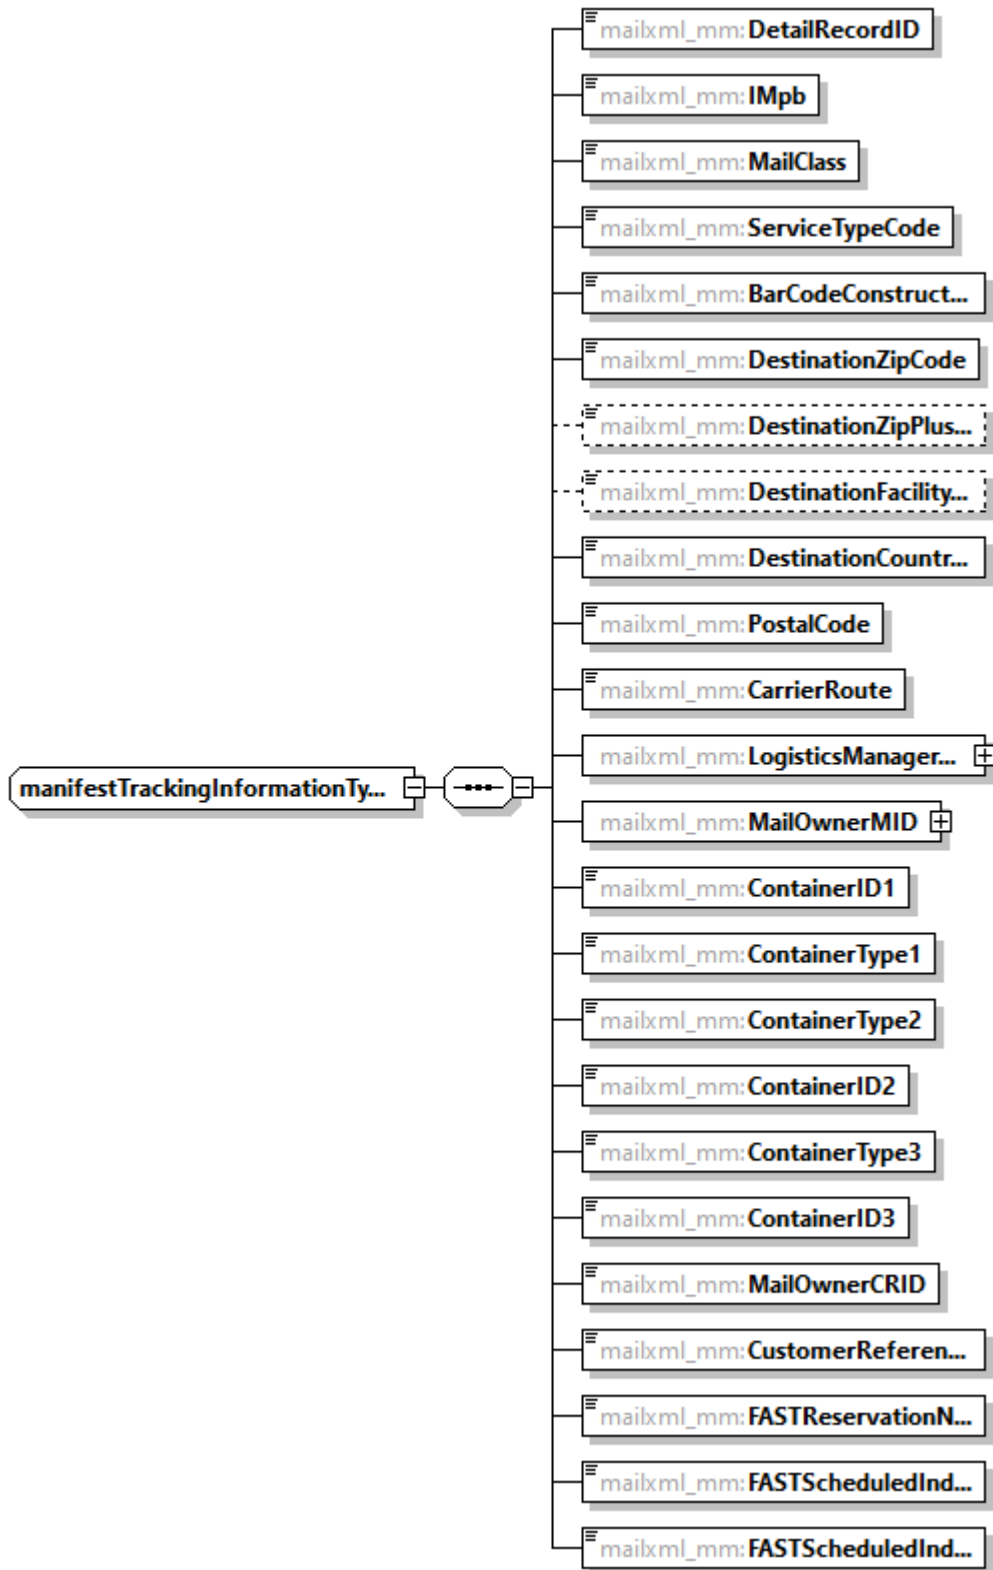 mailxml_mm:DetailRecordID
mailxml_mm:IMpb
mailxml_mm:MailClass
mailxml_mm:ServiceTypeCode
mailxml_mm:BarCodeConstruct...
mailxml_mm:DestinationZipCode
mailxml_mm:DestinationZipPlus...
mailxml_mm:DestinationFacility...
mailxml_mm:DestinationCountr...
mailxml_mm:PostalCode
mailxml_mm:CarrierRoute
mailxml_mm:LogisticsManager...
manifestTrackingInformationTy...
mailxml_mm:MailOwnerMID
mailxml_mm:ContainerID1
mailxml_mm:ContainerType1
mailxml_mm:ContainerType2
mailxml_mm:ContainerID2
mailxml_mm:ContainerType3
mailxml_mm:ContainerID3
mailxml_mm:MailOwnerCRID
mailxml_mm:CustomerReferen...
mailxml_mm:FASTReservationN...
mailxml_mm:FASTScheduledInd...
mailxml_mm:FASTScheduledInd...